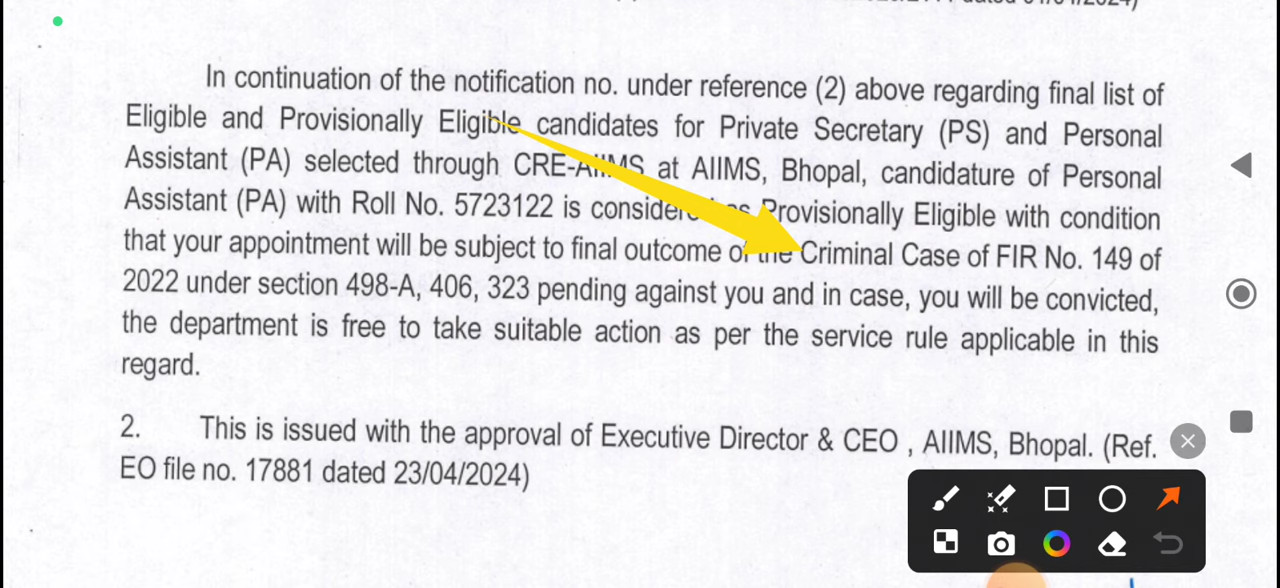 In continuation of the notification no. under reference (2) above regarding final list of
Eligible and Provisionally Eligible candidates for Private Secretary (PS) and Personal
Assistant (PA) selected through CRE-AIIMS at AIIMS, Bhopal, candidature of Personal
Assistant (PA) with Roll No. 5723122 is considered as Provisionally Eligible with condition
that your appointment will be subject to final outcome of the Criminal Case of FIR No. 149 of
2022 under section 498-A, 406, 323 pending against you and in case, you will be convicted,
the department is free to take suitable action as per the service rule applicable in this
regard.
2. This is issued with the approval of Executive Director & CEO , AIIMS, Bhopal. (Ref.
EO file no. 17881 dated 23/04/2024)